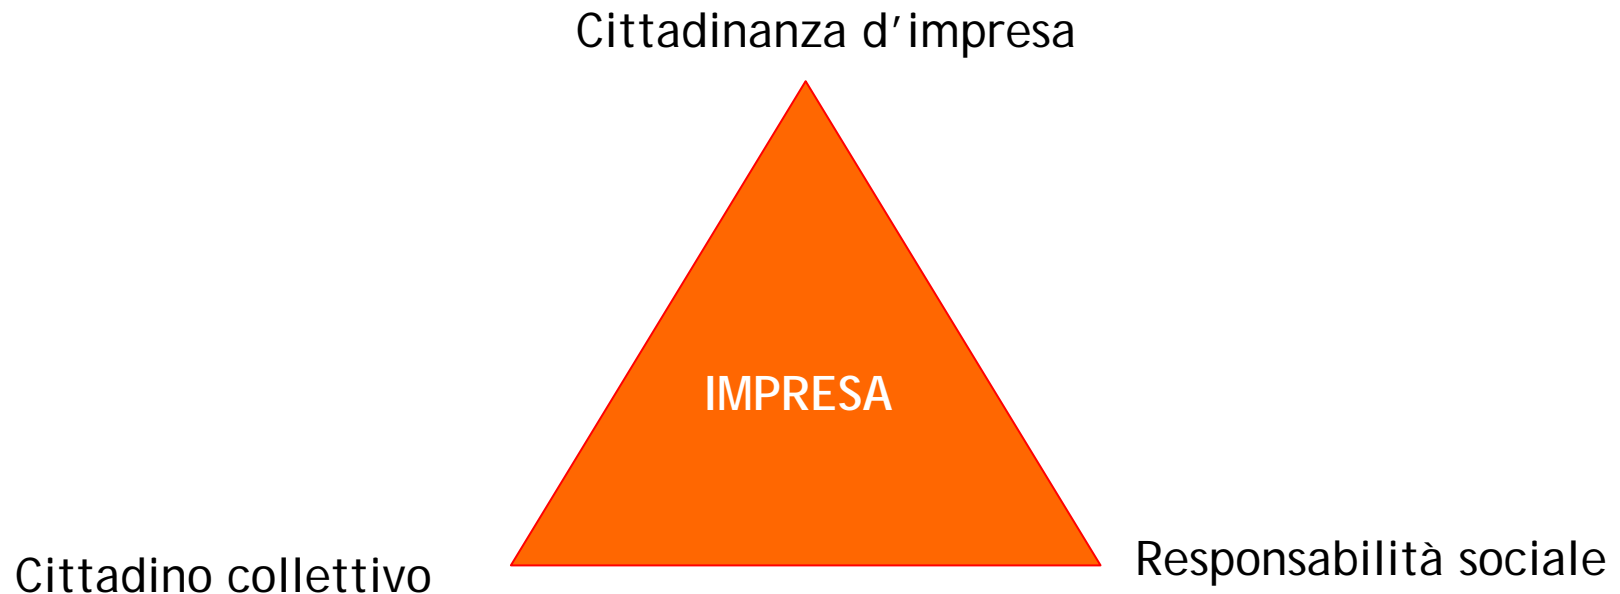 Cittadinanza d'impresa
IMPRESA
Cittadino collettivo
Responsabilità sociale